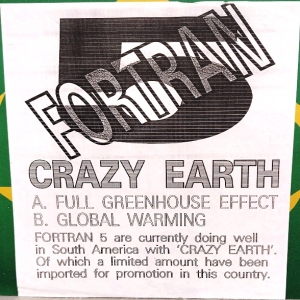 FORTRAN
5
CRAZY EARTH
A. FULL GREENHOUSE EFFECT
B. GLOBAL WARMING
FORTRAN 5 are currently doing well
in South America with 'CRAZY EARTH'.
Of which a limited amount have been
imported for promotion in this country.